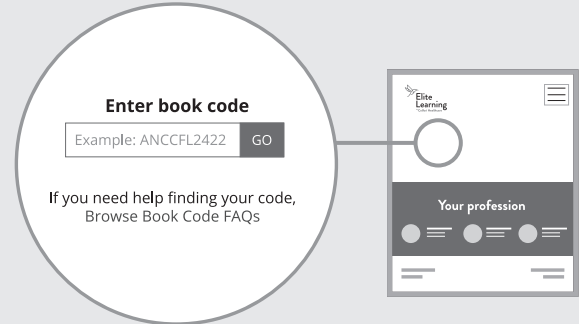 Enter book code
Example: ANCCFL2422 GO
If you need help finding your code,
Browse Book Code FAQs
Elite
Learning
Your profession